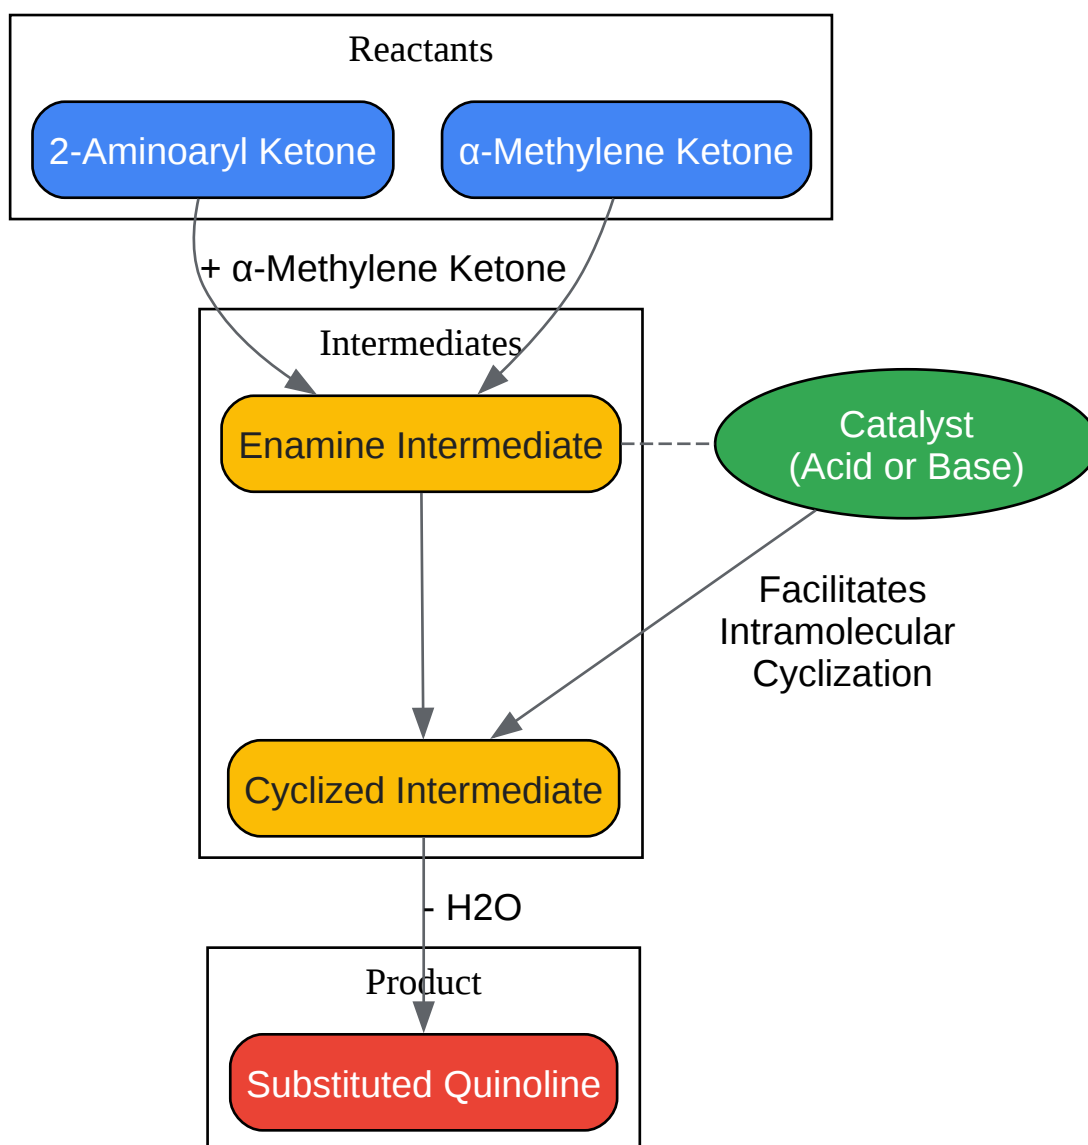 Reactants
2-Aminoaryl Ketone
α-Methylene Ketone
+ α-Methylene Ketone
Intermediates
Enamine Intermediate
Catalyst
(Acid or Base)
Facilitates
Intramolecular
Cyclization
Cyclized Intermediate
- H2O
Product
Substituted Quinoline